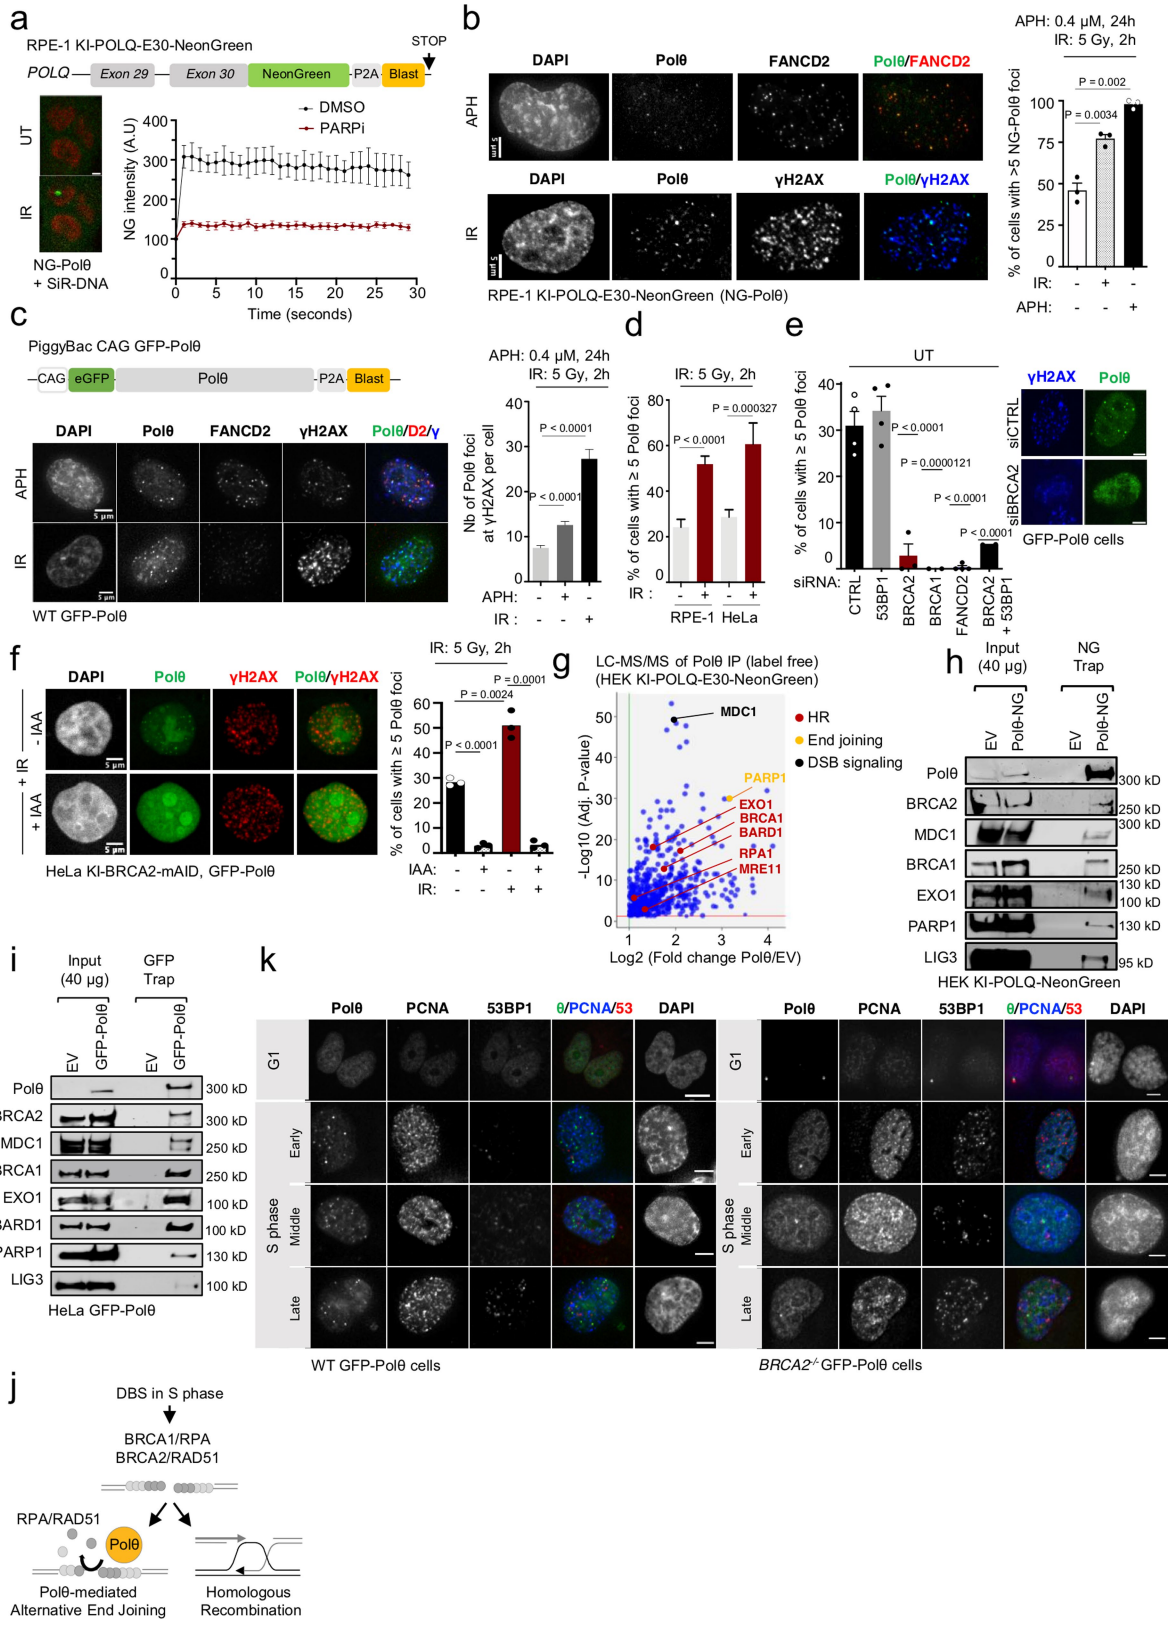 a
RPE-1 KI-POLQ-E30-NeonGreen
STOP
POLQ
Exon 29
Exon 30
NeonGreen
P2A
Blast
UT
IR
NG-Polθ
+ SiR-DNA
NG intensity (A.U)
400
300
200
100
0
DMSO
PARPi
0 5 10 15 20 25 30
Time (seconds)
b
DAPI Polθ FANCD2 Polθ/FANCD2
APH
5 µm
DAPI Polθ γH2AX Polθ/γH2AX
IR
5 µm
RPE-1 KI-POLQ-E30-NeonGreen (NG-Polθ)
APH: 0.4 µM, 24h
IR: 5 Gy, 2h
P = 0.002
P = 0.0034
% of cells with >5 NG-Polθ foci
100
75
50
25
0
IR: - + -
APH: - - +
c
PiggyBac CAG GFP-Polθ
CAG eGFP Polθ P2A Blast
DAPI Polθ FANCD2 γH2AX Polθ/D2/γ
APH
5 µm
IR
5 µm
WT GFP-Polθ
APH: 0.4 µM, 24h
IR: 5 Gy, 2h
Nb of Polθ foci
at γH2AX per cell
40
30
20
10
0
P < 0.0001
P < 0.0001
APH: - + -
IR : - - +
d
IR: 5 Gy, 2h
% of cells with ≥ 5 Polθ foci
80
60
40
20
0
P = 0.000327
P < 0.0001
IR : - + - +
RPE-1 HeLa
e
UT
% of cells with ≥ 5 Polθ foci
40
30
20
10
0
P < 0.0001
P = 0.0000121
P < 0.0001
P < 0.0001
siRNA:
CTRL
53BP1
BRCA2
BRCA1
FANCD2
BRCA2
+ 53BP1
γH2AX Polθ
siCTRL
siBRCA2
GFP-Polθ cells
f
DAPI Polθ γH2AX Polθ/γH2AX
+ IR
- IAA
5 µm
+ IAA
5 µm
HeLa KI-BRCA2-mAID, GFP-Polθ
IR: 5 Gy, 2h
% of cells with ≥ 5 Polθ foci
60
50
40
30
20
10
0
P = 0.0001
P = 0.0024
P < 0.0001
IAA: - + - +
IR: - - + +
g
LC-MS/MS of Polθ IP (label free)
(HEK KI-POLQ-E30-NeonGreen)
-Log10 (Adj. P-value)
50
40
30
20
10
0
MDC1
PARP1
EXO1
BRCA1
BARD1
RPA1
MRE11
HR
End joining
DSB signaling
1 2 3 4
Log2 (Fold change Polθ/EV)
h
Input
(40 µg)
NG
Trap
EV Polθ-NG EV Polθ-NG
Polθ 300 kD
BRCA2 250 kD
MDC1 300 kD
BRCA1 250 kD
EXO1 130 kD
100 kD
PARP1 130 kD
LIG3 95 kD
HEK KI-POLQ-NeonGreen
i
Input
(40 µg)
GFP
Trap
EV GFP-Polθ EV GFP-Polθ
Polθ 300 kD
BRCA2 300 kD
MDC1 250 kD
BRCA1 250 kD
EXO1 100 kD
BARD1 100 kD
PARP1 130 kD
LIG3 100 kD
HeLa GFP-Polθ
k
Polθ PCNA 53BP1 θ/PCNA/53 DAPI
G1
S phase
Early
Middle
Late
WT GFP-Polθ cells
Polθ PCNA 53BP1 θ/PCNA/53 DAPI
G1
S phase
Early
Middle
Late
BRCA2-/- GFP-Polθ cells
j
DBS in S phase
BRCA1/RPA
BRCA2/RAD51
RPA/RAD51
Polθ
Polθ-mediated
Alternative End Joining
Homologous
Recombination